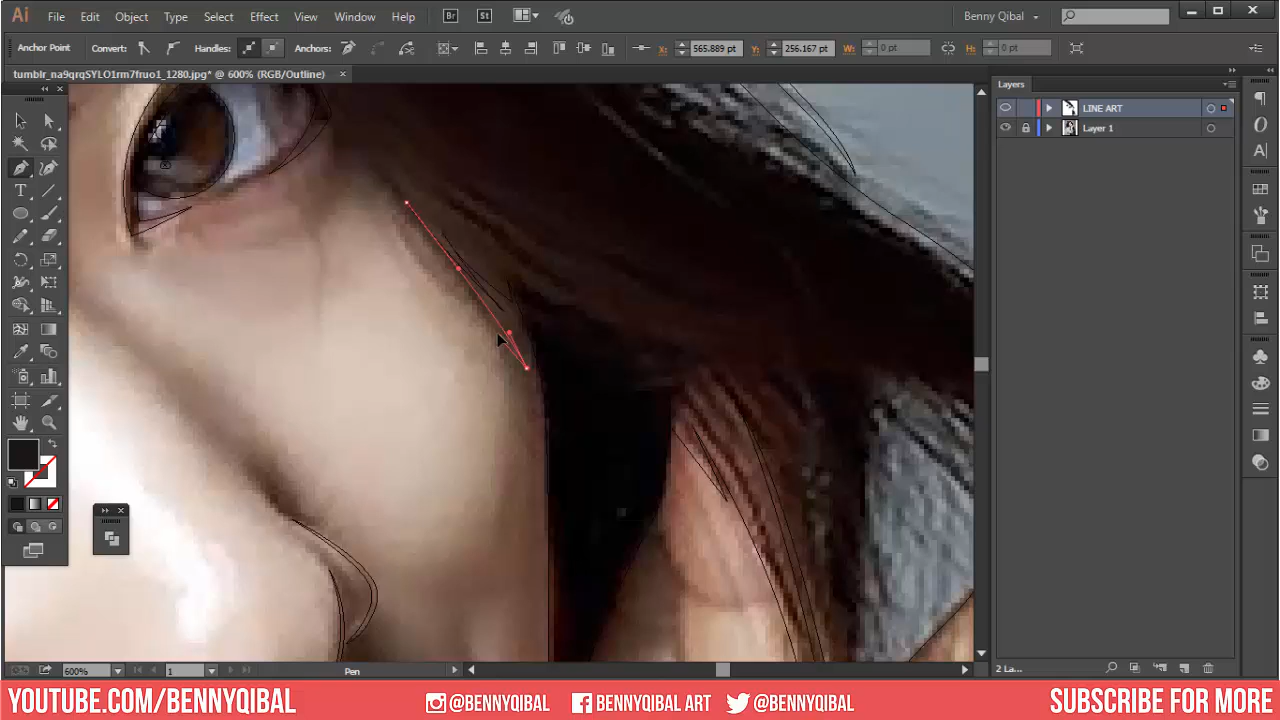 Ai File Edit Object Type Select Effect View Window Help Br St Benny Qibal
Anchor Point Convert: Handles: Anchors: X: 565.889 pt Y: 256.167 pt W: 0 pt H: 0 pt
tumblr_na9qrqSYLO1rm7fruo1_1280.jpg* @ 600% (RGB/Outline)
Layers
LINE ART
Layer 1
600% 1 Pen 2 La...
YOUTUBE.COM/BENNYQIBAL @BENNYQIBAL BENNYQIBAL ART @BENNYQIBAL SUBSCRIBE FOR MORE